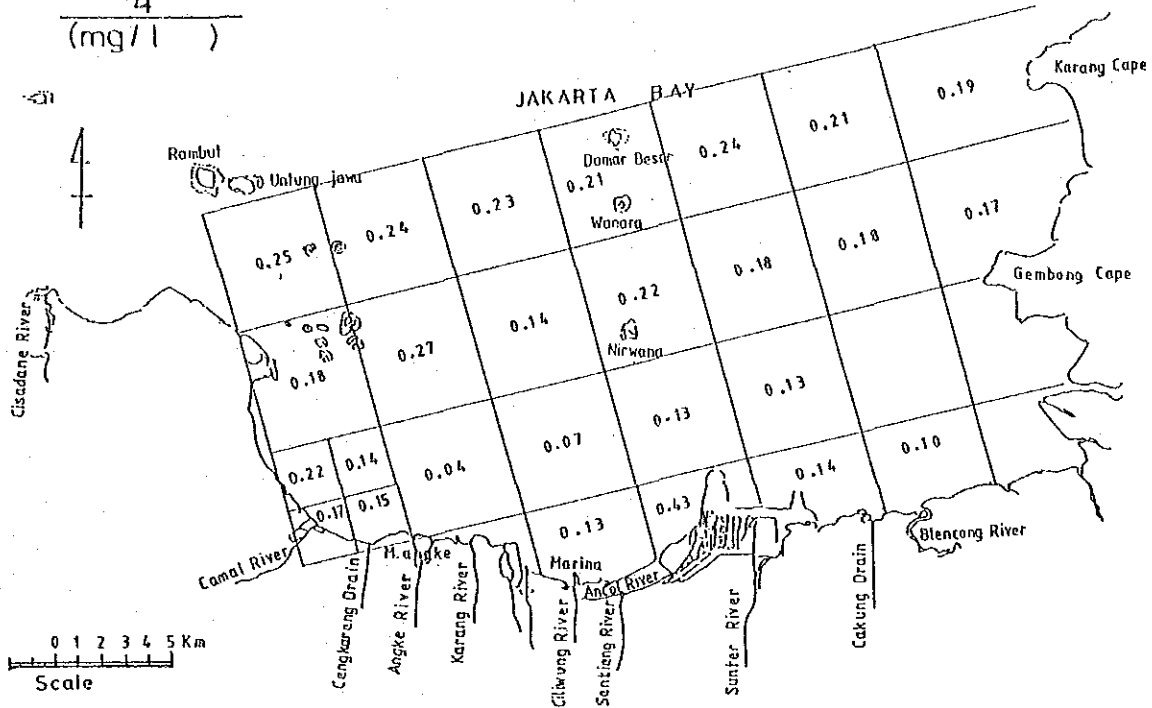 4
(mg/l )
JAKARTA BAY
Karang Cape
0.19
0.21
0.24
Damar Besar
0.21
Wanara
Rambut
Untung jawa
0.23
0.24
0.25
0.17
0.18
0.18
Gembong Cape
0.22
Nirwana
0.14
0.27
0.18
Cisadane River
0.13
0.13
0.07
0.04
0.22
0.14
0.17
0.15
0.10
0.14
0.43
0.13
Camal River
M.angke
Marina
Ancol River
Blencong River
Cengkareng Drain
Angke River
Karang River
Ciliwung River
Sentiang River
Sunter River
Cakung Drain
0 1 2 3 4 5 Km
Scale